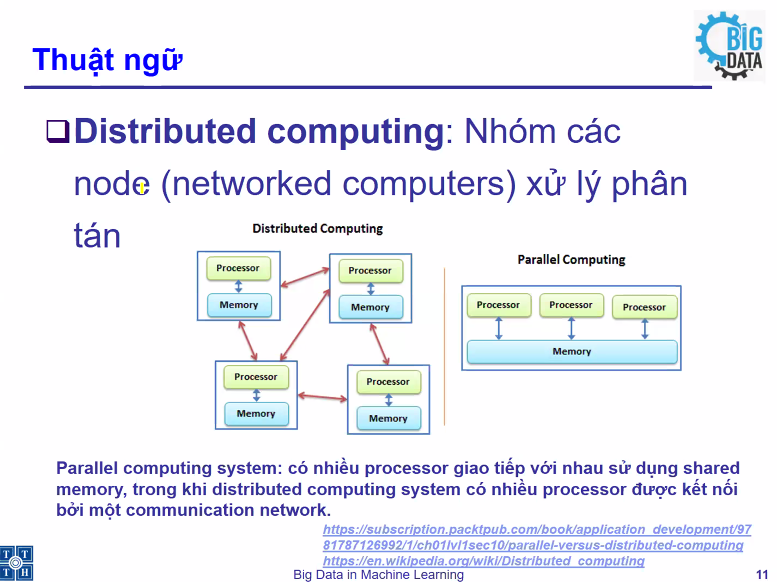 Thuật ngữ
BIG
DATA
❑Distributed computing: Nhóm các
node (networked computers) xử lý phân
tán
Distributed Computing
Processor
Memory
Processor
Memory
Processor
Memory
Processor
Memory
Parallel Computing
Processor
Processor
Processor
Memory
Parallel computing system: có nhiều processor giao tiếp với nhau sử dụng shared
memory, trong khi distributed computing system có nhiều processor được kết nối
bởi một communication network.
https://subscription.packtpub.com/book/application_development/97
81787126992/1/ch01lvl1sec10/parallel-versus-distributed-computing
https://en.wikipedia.org/wiki/Distributed_computing
T T
T H
Big Data in Machine Learning
11